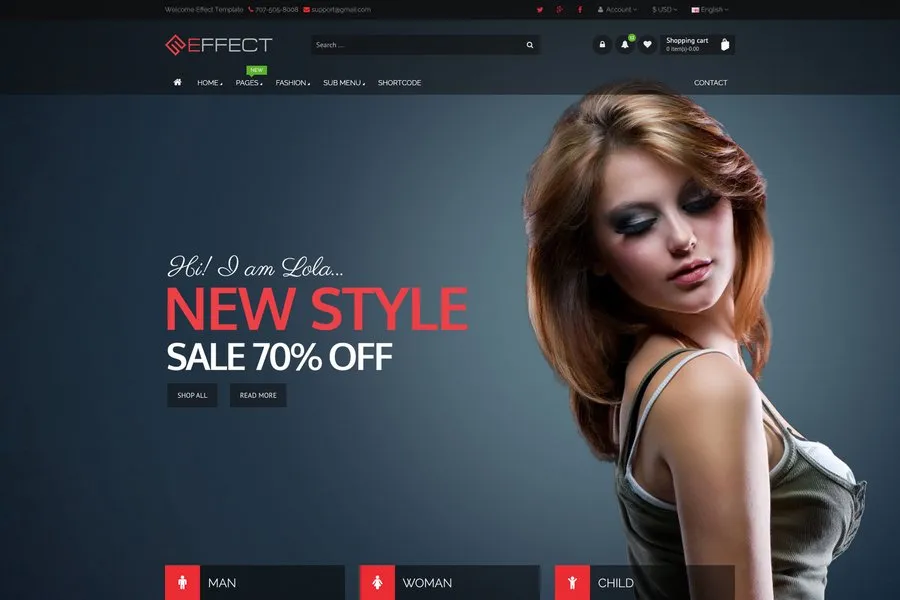 Welcome Effect Template 707-505-8008 support@gmail.com Account $ USD English
EFFECT
Search ...
12
Shopping cart
0 item(s)-0.00
NEW
HOME PAGES FASHION SUB MENU SHORTCODE CONTACT
Hi! I am Lola...
NEW STYLE
SALE 70% OFF
SHOP ALL READ MORE
MAN WOMAN CHILD